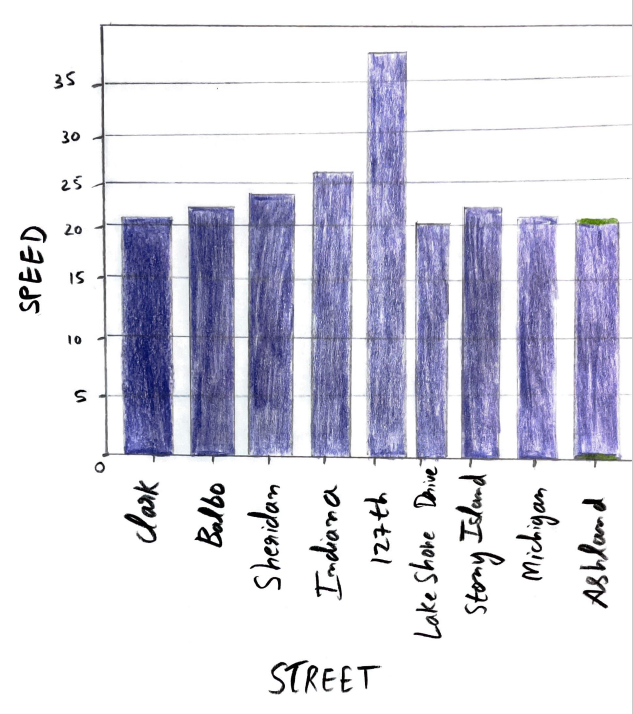 35
30
25
20
15
10
5
0
SPEED
Clark
Balbo
Sheridan
Indiana
127th
Lake Shore Drive
Stony Island
Michigan
Ashland
STREET